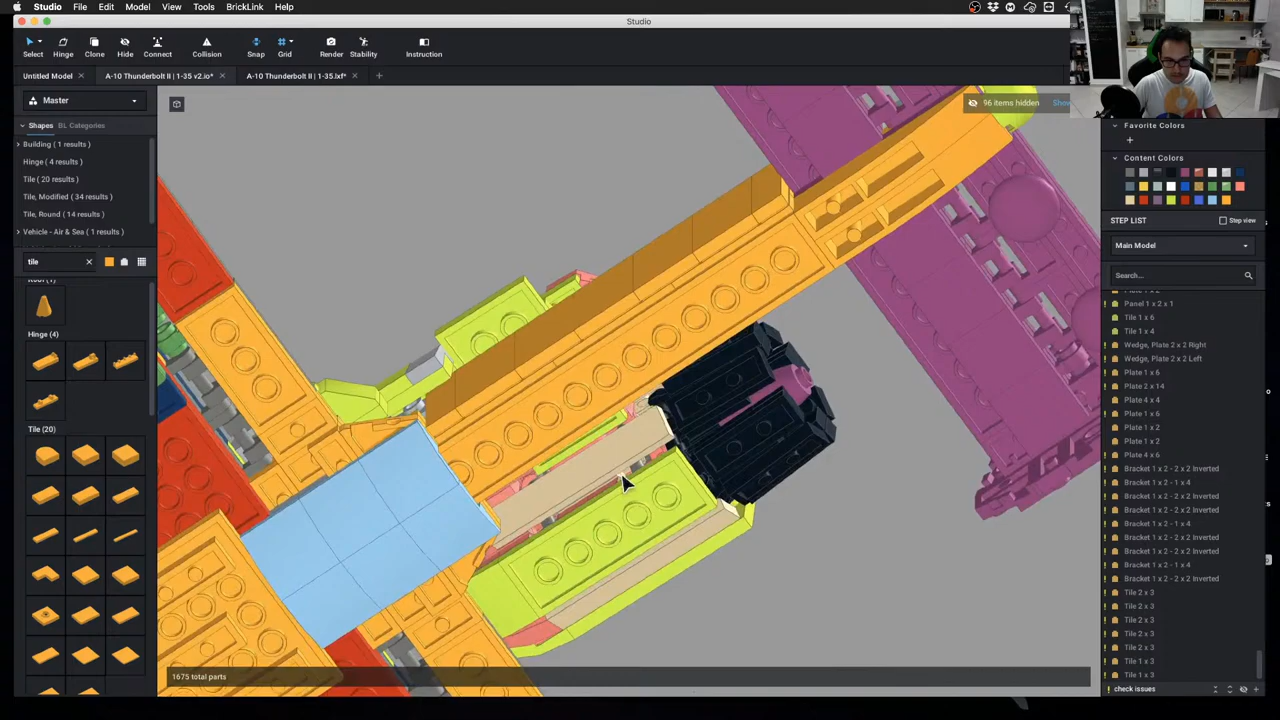 Studio File Edit Model View Tools BrickLink Help
Studio
Select Hinge Clone Hide Connect Collision Snap Grid Render Stability Instruction
Untitled Model A-10 Thunderbolt II | 1-35 v2.io* A-10 Thunderbolt II | 1-35.lxf*
Master
96 items hidden Show
Shapes BL Categories
Building ( 1 results )
Hinge ( 4 results )
Tile ( 20 results )
Tile, Modified ( 34 results )
Tile, Round ( 14 results )
Vehicle - Air & Sea ( 1 results )
tile
Roof (1)
Hinge (4)
Tile (20)
1675 total parts
Favorite Colors
Content Colors
STEP LIST Step view
Main Model
Search...
Plate 1 x 2
Panel 1 x 2 x 1
Tile 1 x 6
Tile 1 x 4
Wedge, Plate 2 x 2 Right
Wedge, Plate 2 x 2 Left
Plate 1 x 6
Plate 2 x 14
Plate 4 x 4
Plate 1 x 6
Plate 1 x 2
Plate 1 x 2
Plate 4 x 6
Bracket 1 x 2 - 2 x 2 Inverted
Bracket 1 x 2 - 1 x 4
Bracket 1 x 2 - 2 x 2 Inverted
Bracket 1 x 2 - 2 x 2 Inverted
Bracket 1 x 2 - 1 x 4
Bracket 1 x 2 - 2 x 2 Inverted
Bracket 1 x 2 - 2 x 2 Inverted
Bracket 1 x 2 - 1 x 4
Bracket 1 x 2 - 2 x 2 Inverted
Tile 2 x 3
Tile 2 x 3
Tile 2 x 3
Tile 2 x 3
Tile 2 x 3
Tile 1 x 3
Tile 1 x 3
check issues